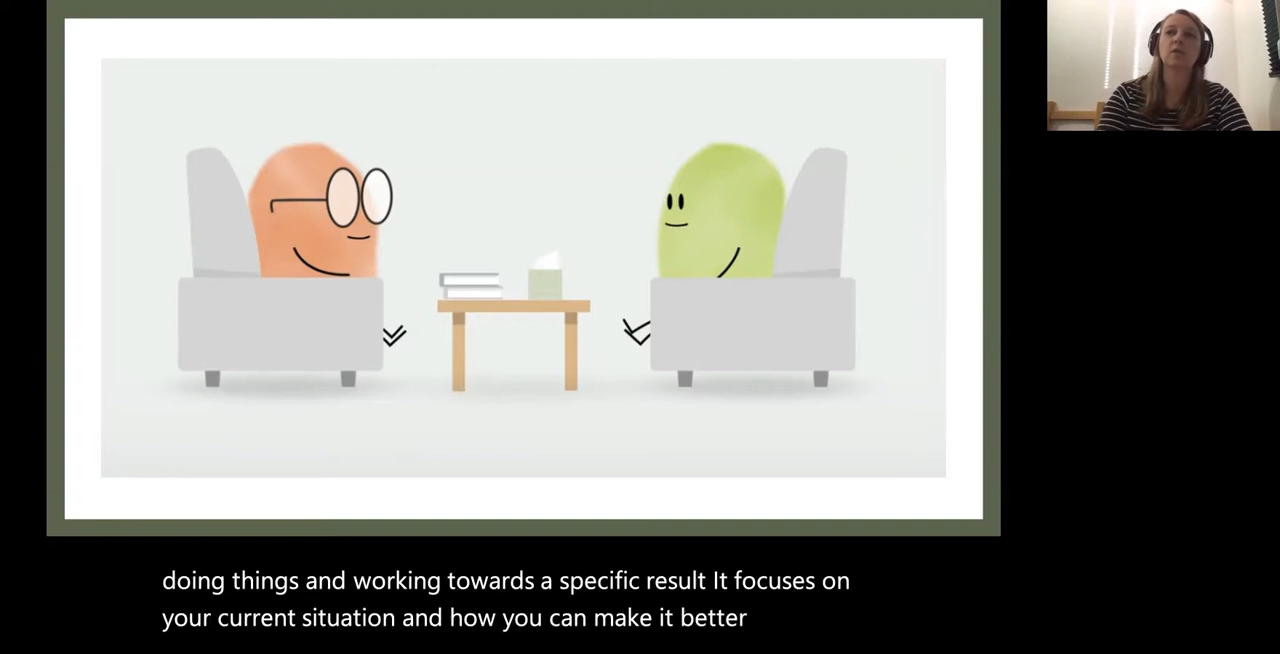 doing things and working towards a specific result It focuses on
your current situation and how you can make it better